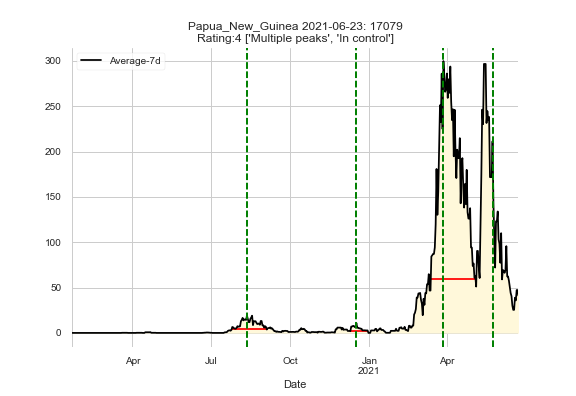 Papua_New_Guinea 2021-06-23: 17079
Rating:4 ['Multiple peaks', 'In control']
Average-7d
300
250
200
150
100
50
0
Apr
Jul
Oct
Jan
2021
Apr
Date